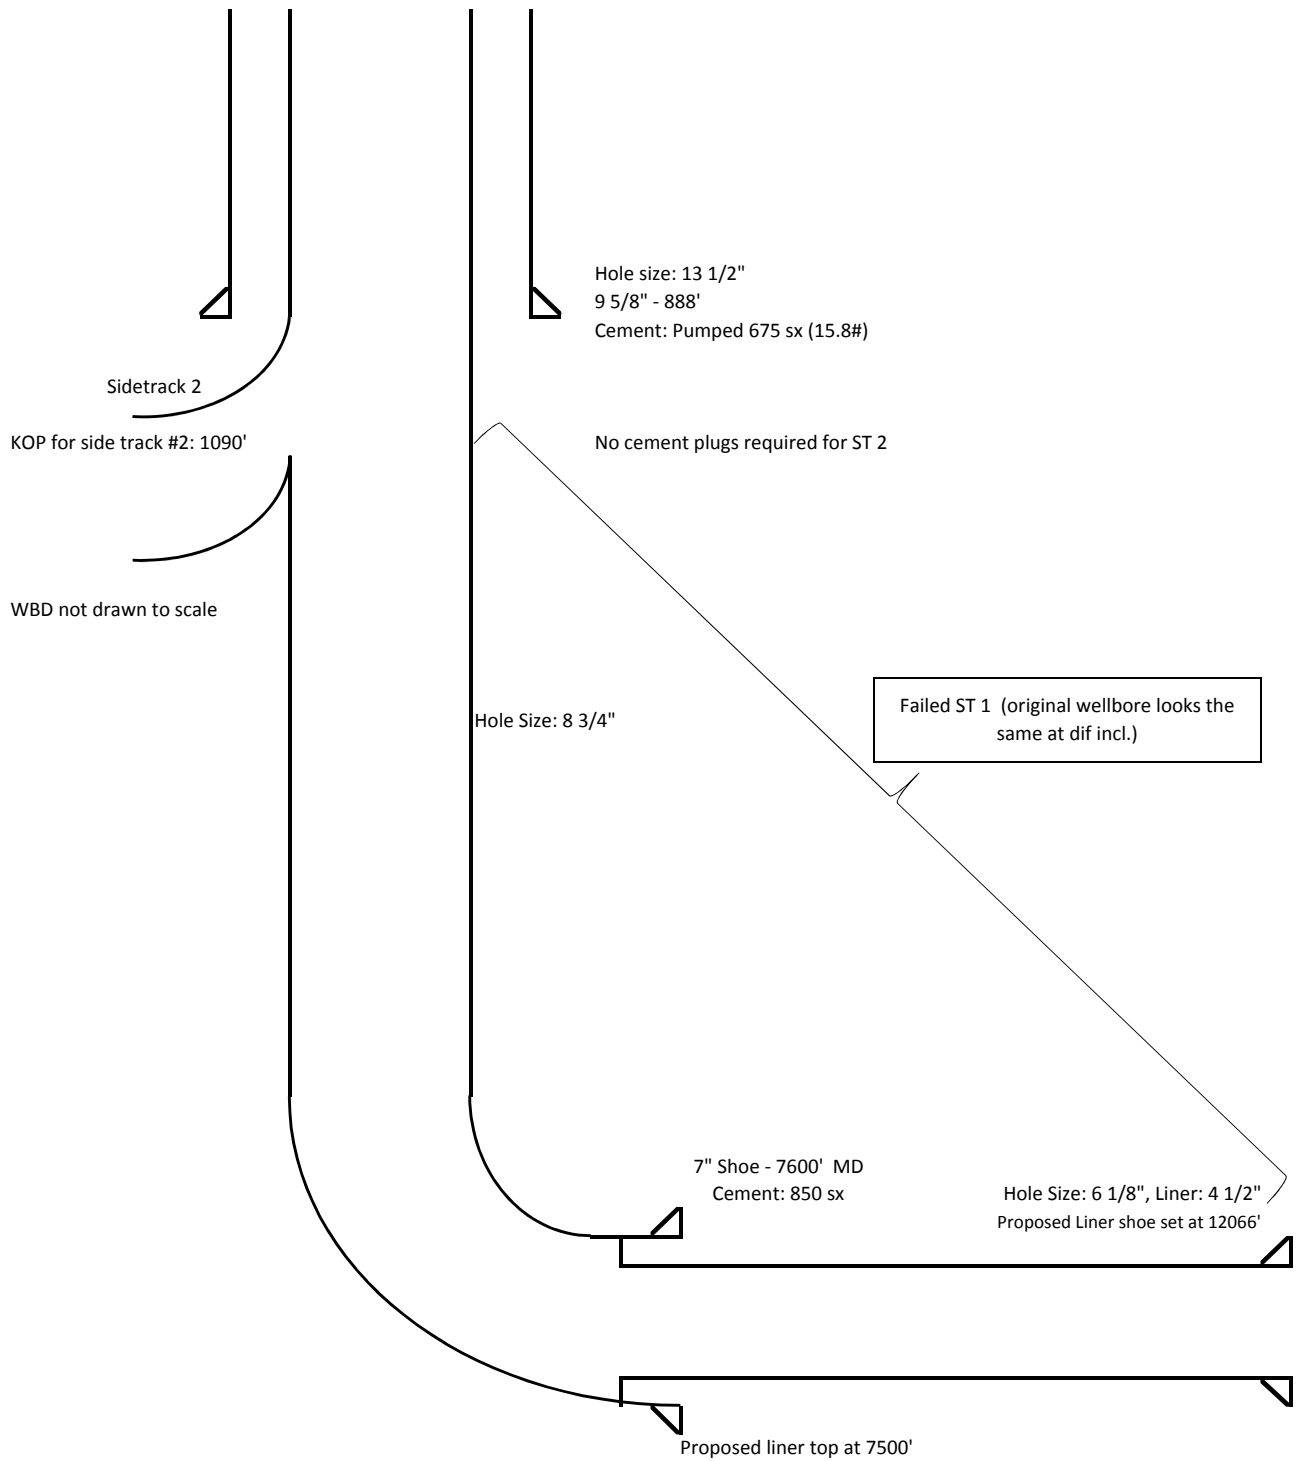 Hole size: 13 1/2"
9 5/8" - 888'
Cement: Pumped 675 sx (15.8#)
Sidetrack 2
KOP for side track #2: 1090'
No cement plugs required for ST 2
WBD not drawn to scale
Failed ST 1 (original wellbore looks the
same at dif incl.)
Hole Size: 8 3/4"
7" Shoe - 7600' MD
Cement: 850 sx
Hole Size: 6 1/8", Liner: 4 1/2"
Proposed Liner shoe set at 12066'
Proposed liner top at 7500'